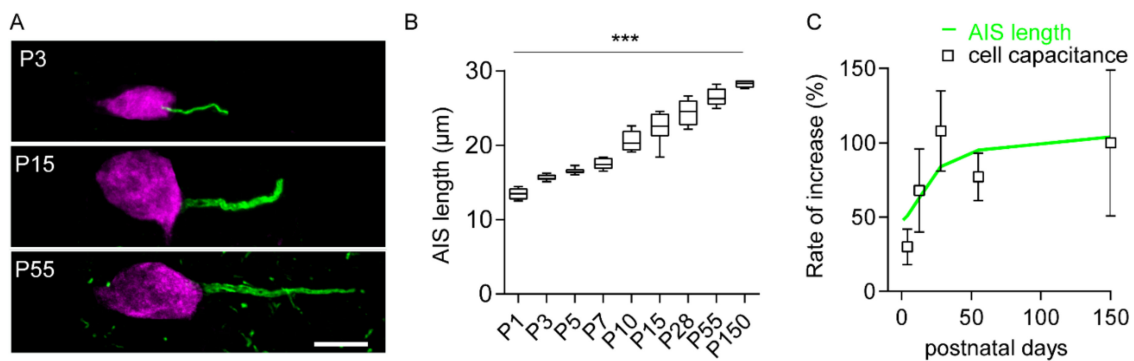 A
P3
P15
P55
B
***
AIS length (µm)
30
20
10
0
P1
P3
P5
P7
P10
P15
P28
P55
P150
C
AIS length
cell capacitance
Rate of increase (%)
150
100
50
0
0
50
100
150
postnatal days